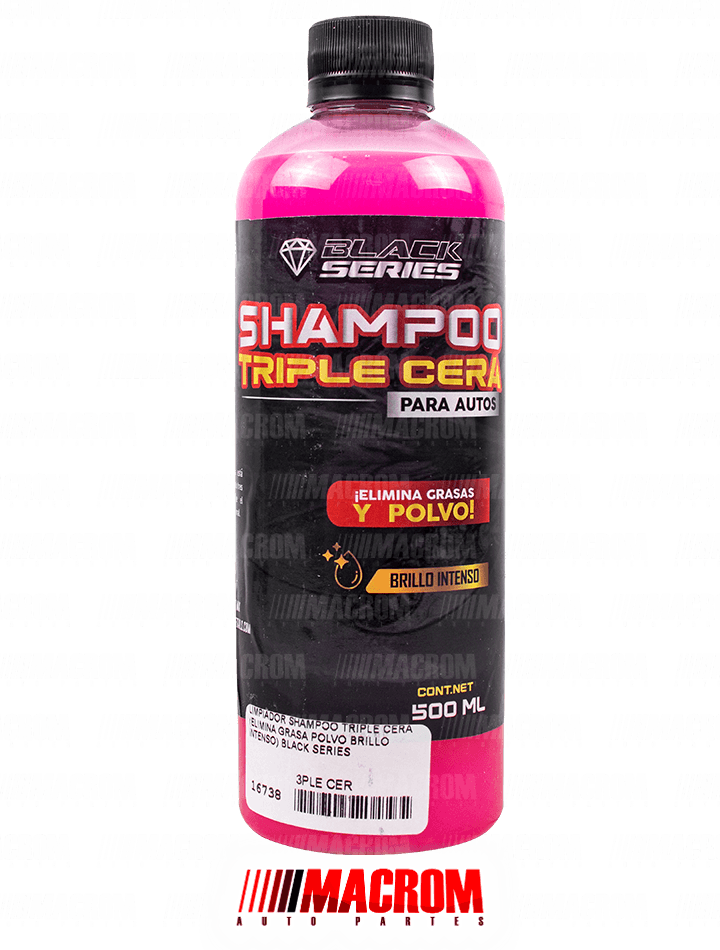 BLACK
SERIES
SHAMPOO
TRIPLE CERA
PARA AUTOS
¡ELIMINA GRASAS
Y POLVO!
BRILLO INTENSO
CONT.NET
500 ML
LIMPIADOR SHAMPOO TRIPLE CERA
(ELIMINA GRASA POLVO BRILLO
INTENSO) BLACK SERIES
3PLE CER
16738
MACROM
AUTO PARTES